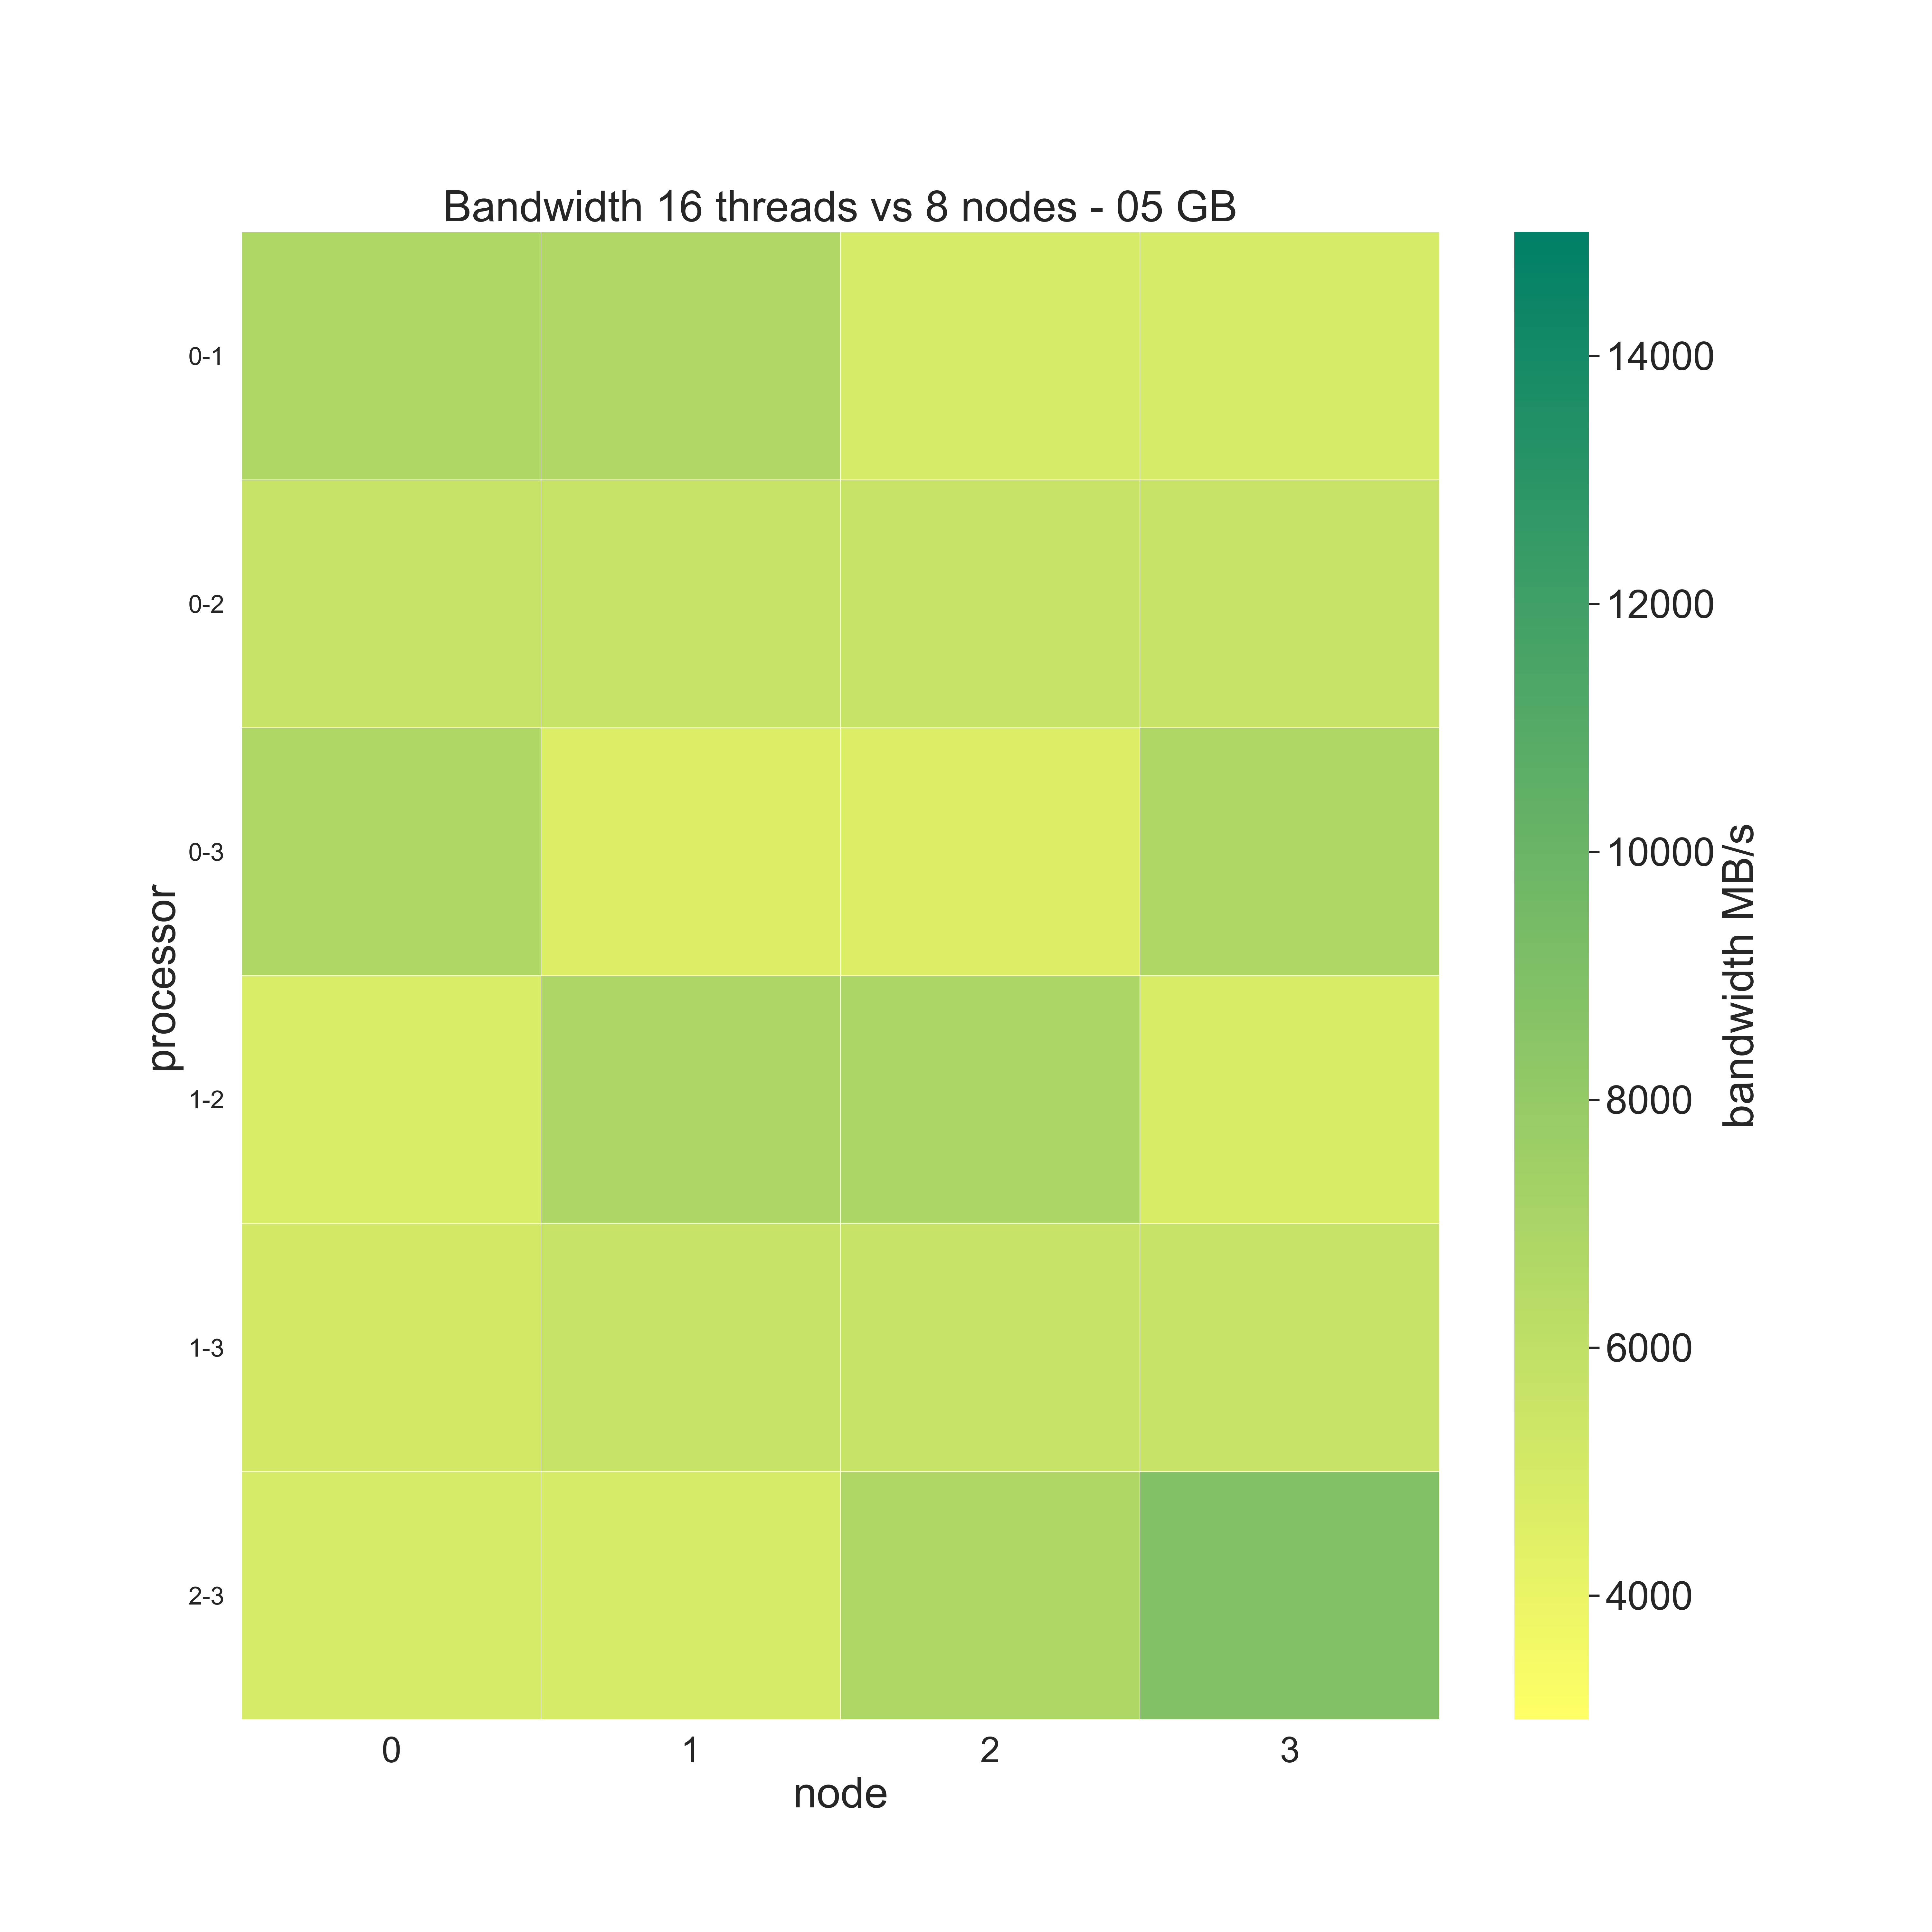 Bandwidth 16 threads vs 8 nodes - 05 GB
processor
0-1
0-2
0-3
1-2
1-3
2-3
0 1 2 3
node
14000
12000
10000
8000
6000
4000
bandwidth MB/s